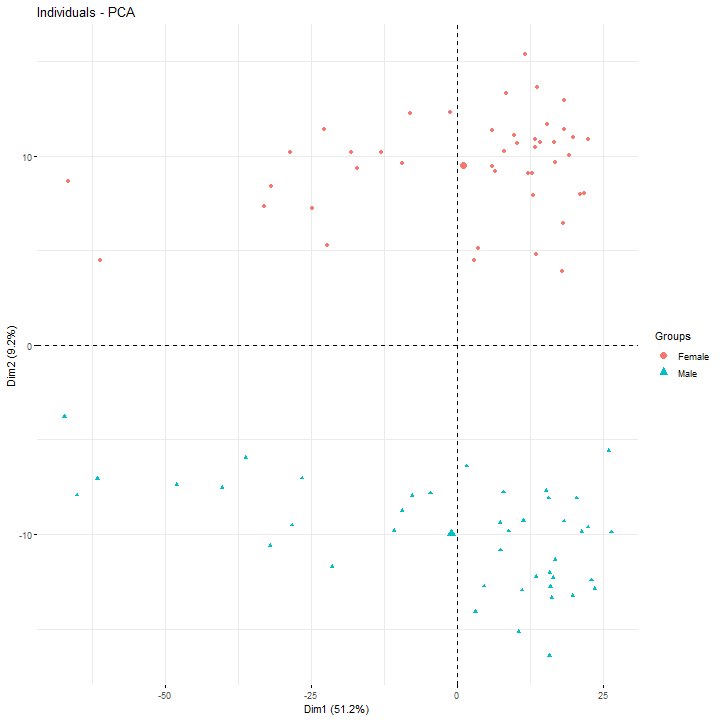 Individuals - PCA
10
0
-10
Dim2 (9.2%)
-50
-25
0
25
Dim1 (51.2%)
Groups
Female
Male